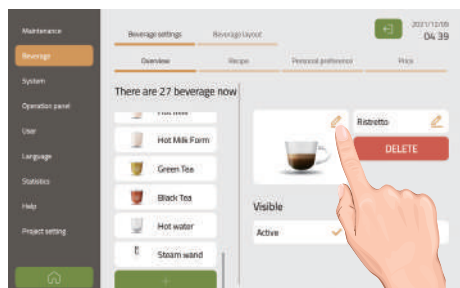 Maintenance
Beverage
System
Operation panel
User
Language
Statistics
Help
Project setting
Beverage settings
Beverage layout
2021/12/08
04 39
Overview
Recipe
Personal preference
Price
There are 27 beverage now
Hot Milk Form
Green Tea
Black Tea
Hot water
Steam wand
+
Ristretto
DELETE
Visible
Active